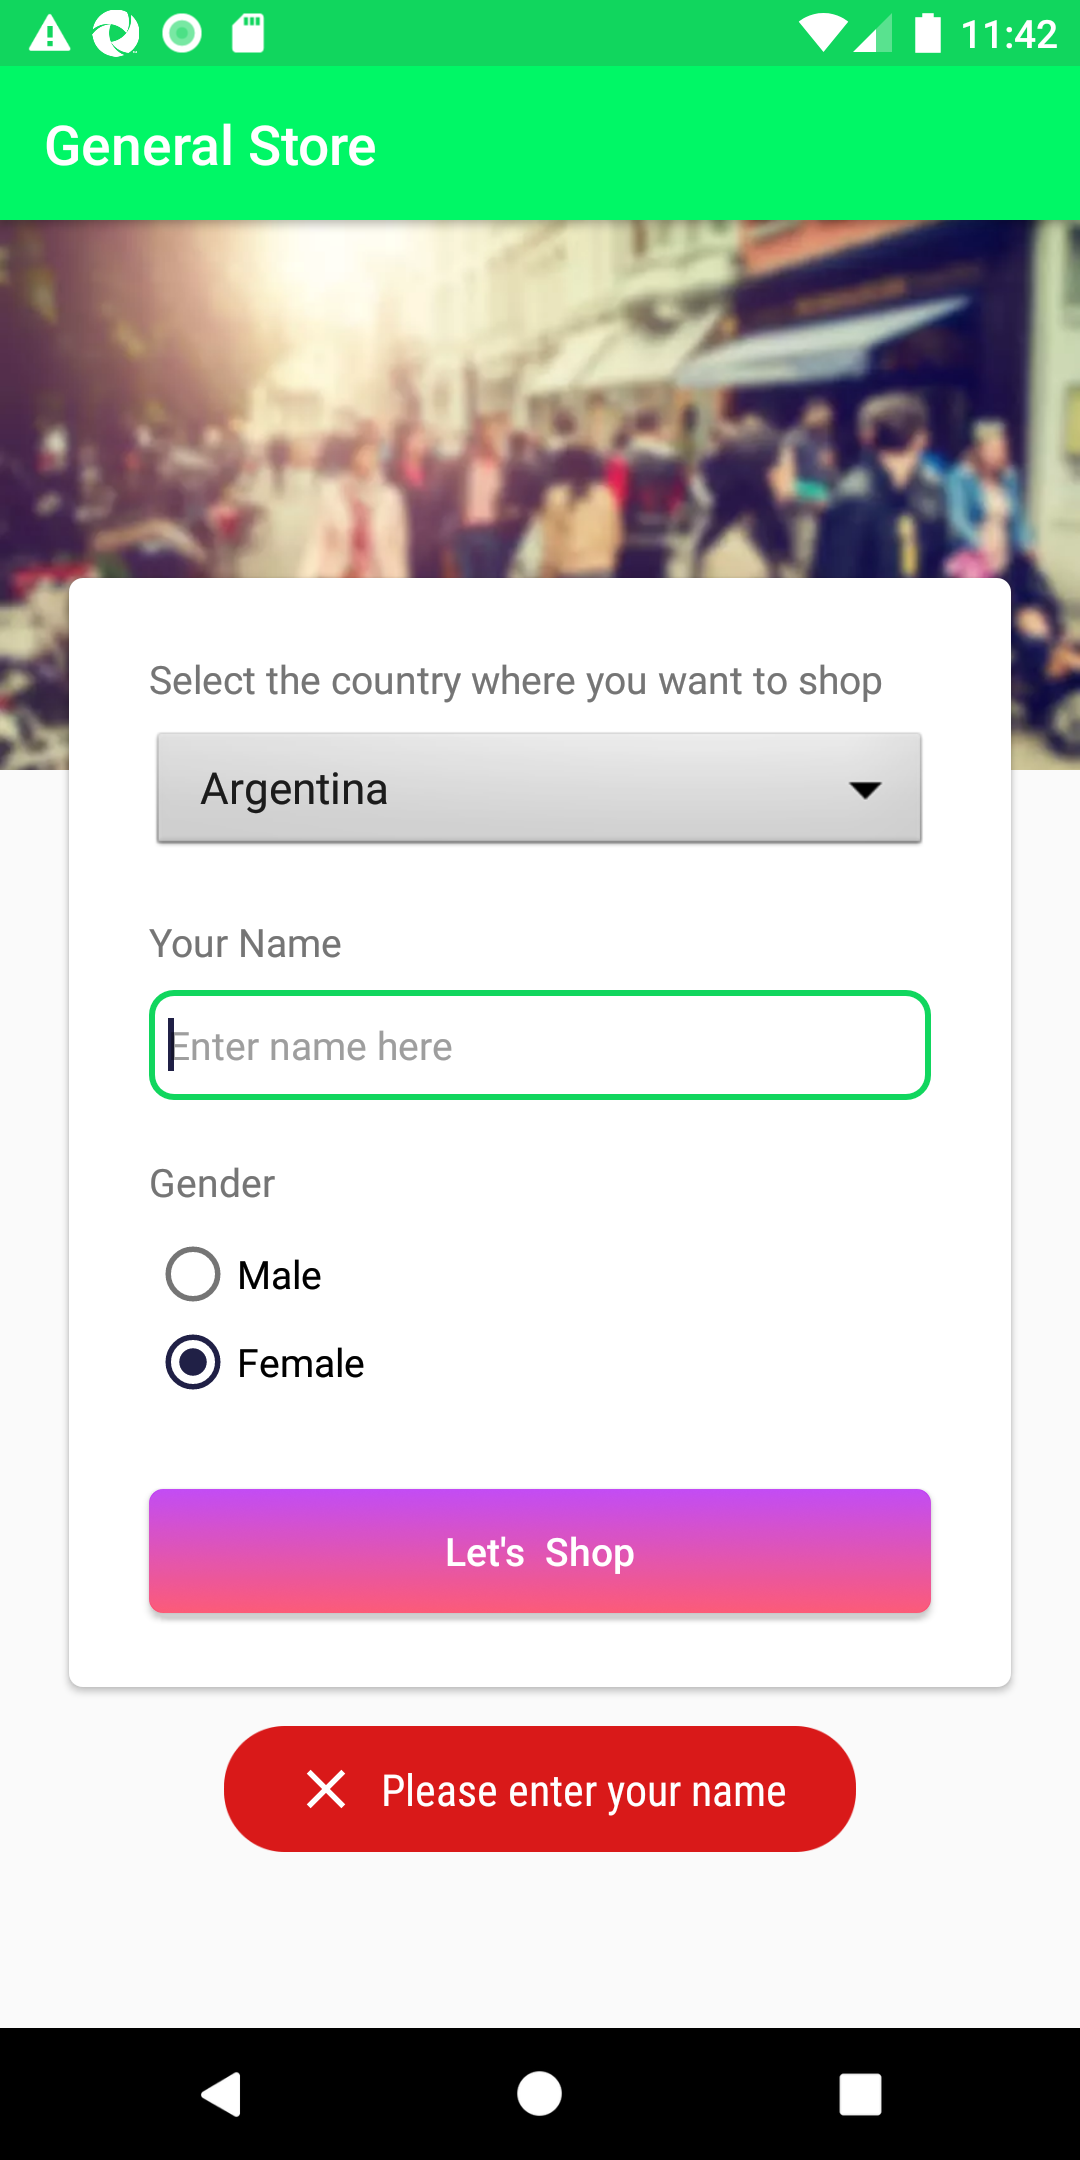 11:42
General Store
Select the country where you want to shop
Argentina
Your Name
Enter name here
Gender
Male
Female
Let's  Shop
Please enter your name